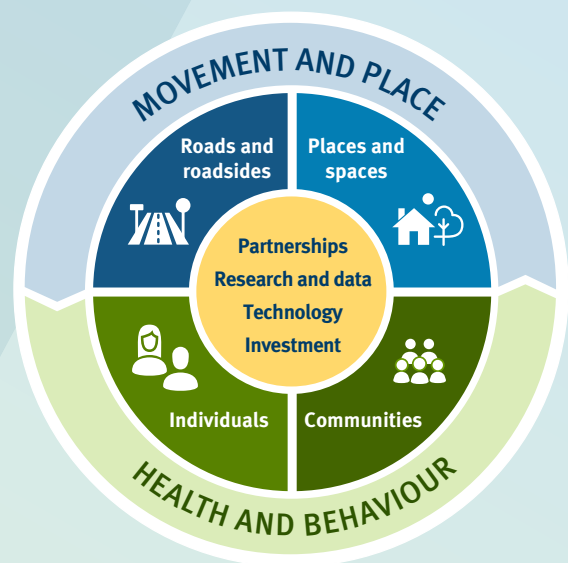 MOVEMENT AND PLACE
Roads and
roadsides
Places and
spaces
Partnerships
Research and data
Technology
Investment
Individuals
Communities
HEALTH AND BEHAVIOUR